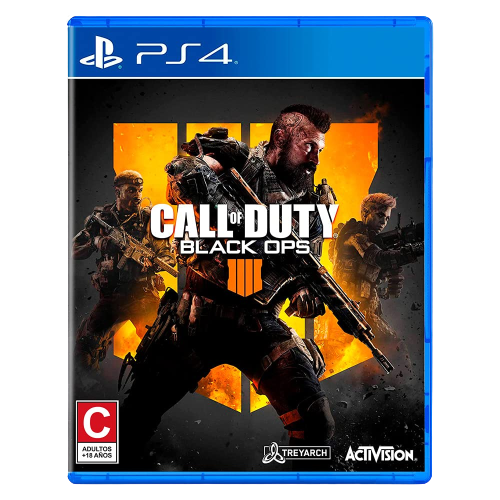 PS4
CALL OF DUTY
BLACK OPS
IIII
C
ADULTOS
+18 AÑOS
TREYARCH
ACTIVISION.